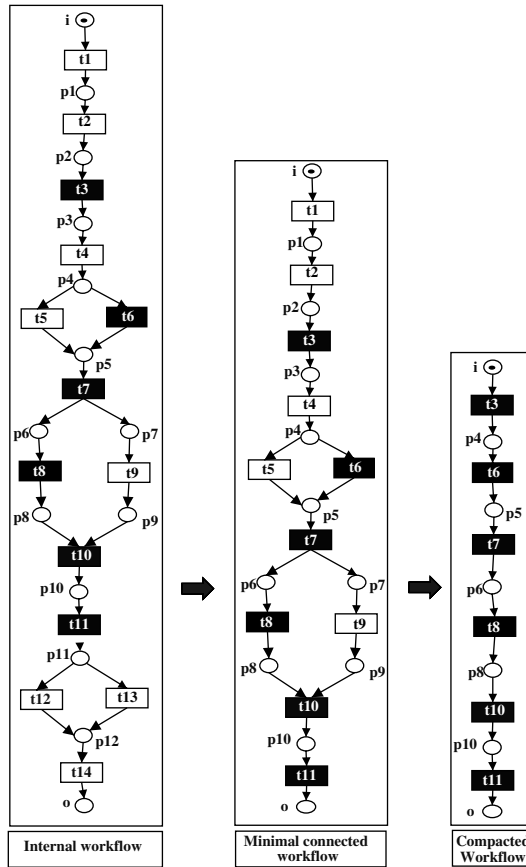 i
t1
p1
t2
p2
t3
p3
t4
p4
t5 t6
p5
t7
p6 p7
t8 t9
p8 p9
t10
p10
t11
p11
t12 t13
p12
t14
o
Internal workflow
i
t1
p1
t2
p2
t3
p3
t4
p4
t5 t6
p5
t7
p6 p7
t8 t9
p8 p9
t10
p10
t11
o
Minimal connected
workflow
i
t3
p4
t6
p5
t7
p6
t8
p8
t10
p10
t11
o
Compacted
Workflow